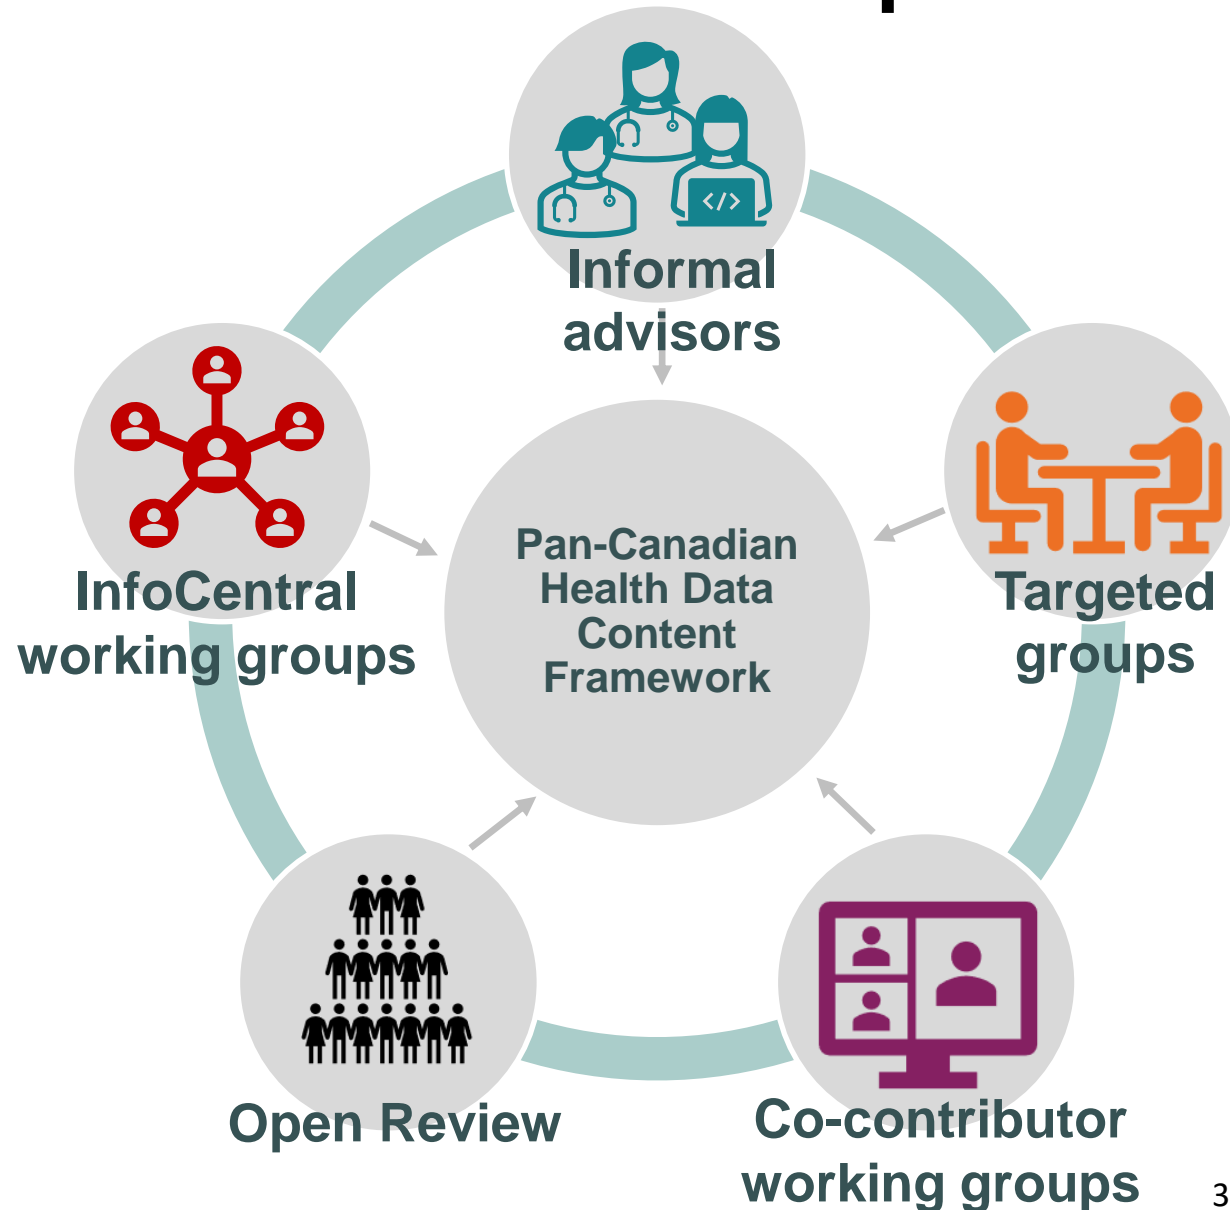 </>
Informal
advisors
InfoCentral
working groups
Pan-Canadian
Health Data
Content
Framework
Targeted
groups
Open Review
Co-contributor
working groups
3